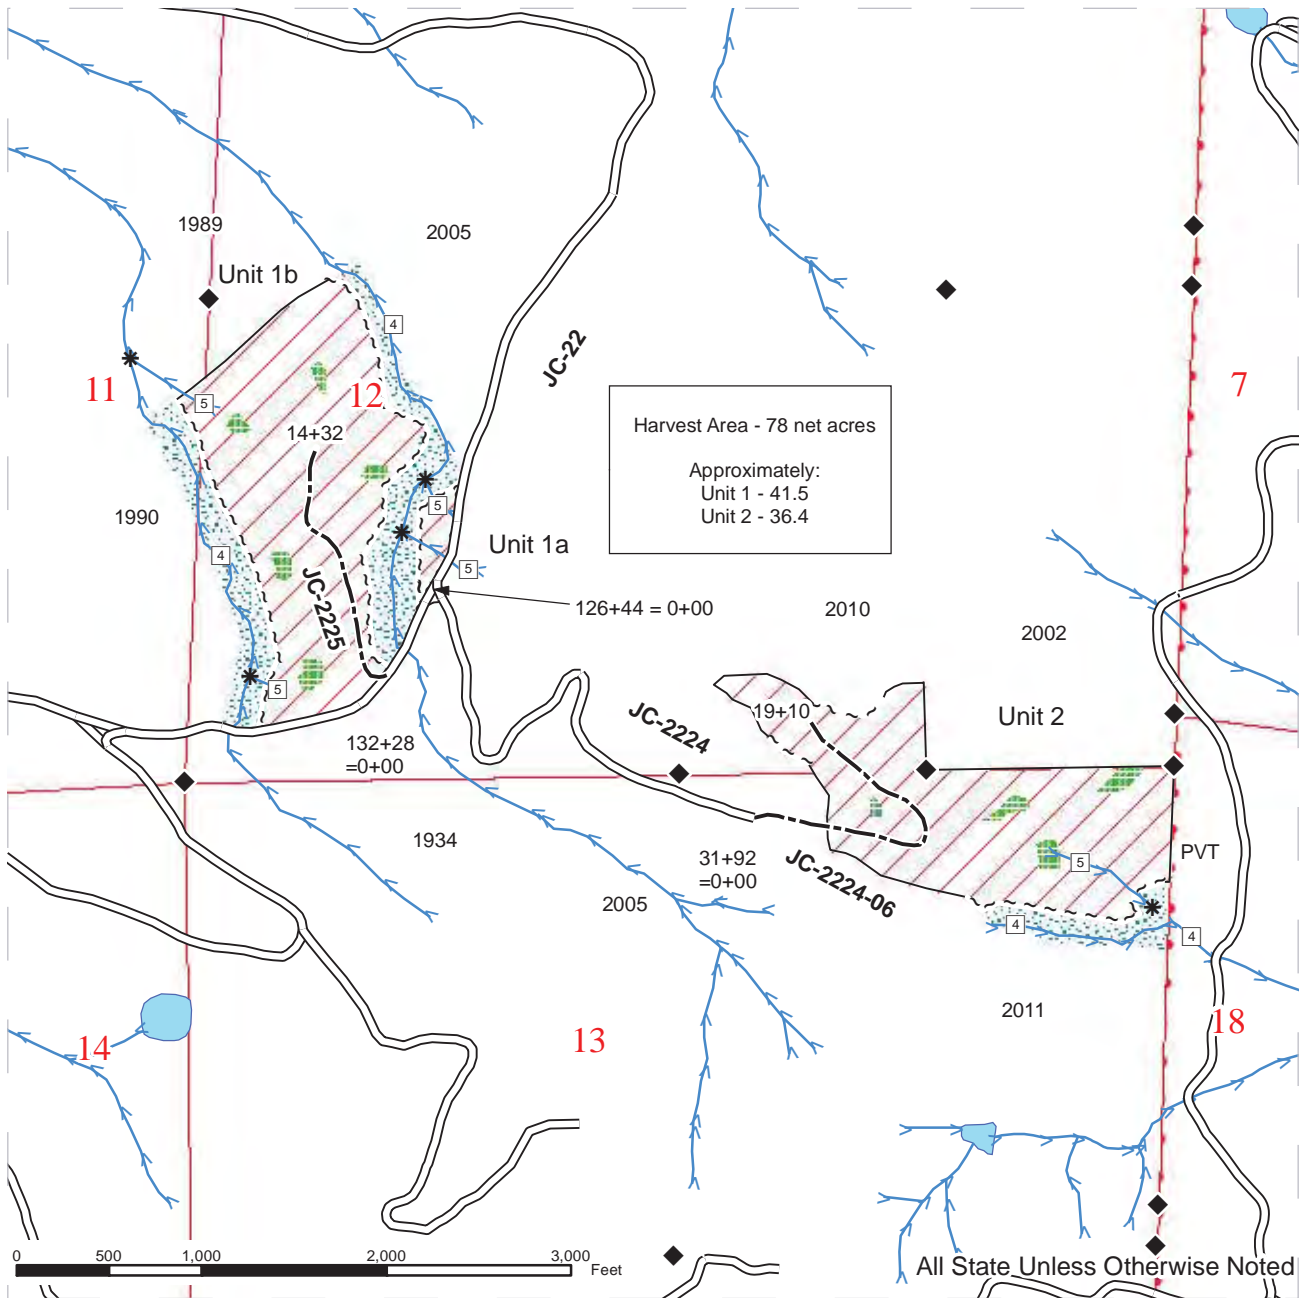 1989
2005
Unit 1b
4
JC-22
11
5
12
7
Harvest Area - 78 net acres
Approximately:
Unit 1 - 41.5
Unit 2 - 36.4
14+32
5
1990
4
Unit 1a
5
JC-2225
126+44 = 0+00
2010
2002
5
19+10
JC-2224
Unit 2
132+28
=0+00
1934
31+92
=0+00
JC-2224-06
5
PVT
2005
4
4
2011
14
13
18
0
500
1,000
2,000
3,000
Feet
All State Unless Otherwise Noted